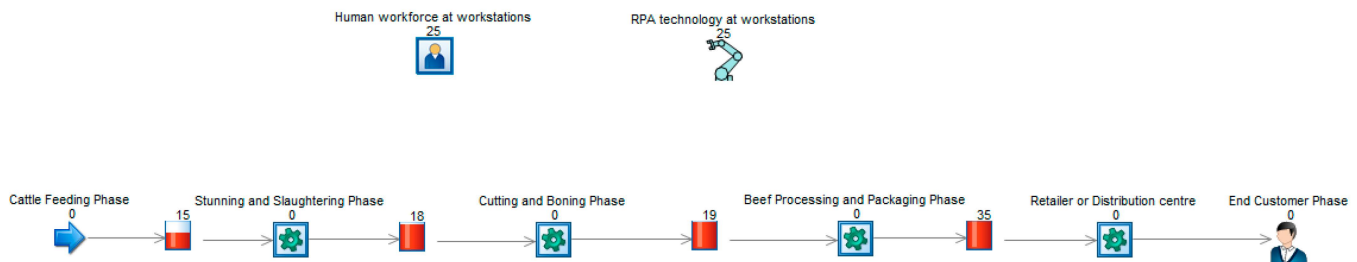 Human workforce at workstations
25
RPA technology at workstations
25
Cattle Feeding Phase
0
15
Stunning and Slaughtering Phase
0
18
Cutting and Boning Phase
0
19
Beef Processing and Packaging Phase
0
35
Retailer or Distribution centre
0
End Customer Phase
0